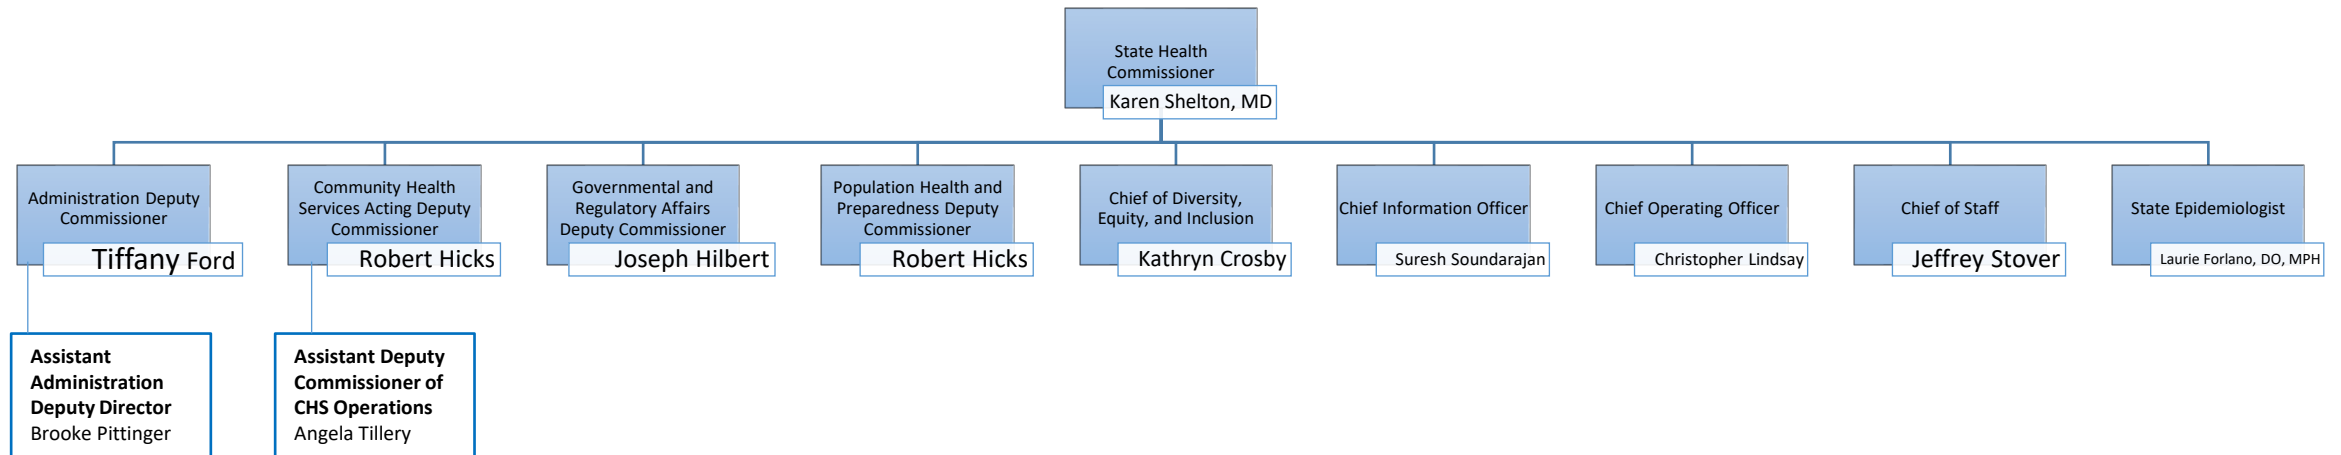 State Health
Commissioner
Karen Shelton, MD
Administration Deputy
Commissioner
Tiffany Ford
Community Health
Services Acting Deputy
Commissioner
Robert Hicks
Governmental and
Regulatory Affairs
Deputy Commissioner
Joseph Hilbert
Population Health and
Preparedness Deputy
Commissioner
Robert Hicks
Chief of Diversity,
Equity, and Inclusion
Kathryn Crosby
Chief Information Officer
Suresh Soundarajan
Chief Operating Officer
Christopher Lindsay
Chief of Staff
Jeffrey Stover
State Epidemiologist
Laurie Forlano, DO, MPH
Assistant
Administration
Deputy Director
Brooke Pittinger
Assistant Deputy
Commissioner of
CHS Operations
Angela Tillery